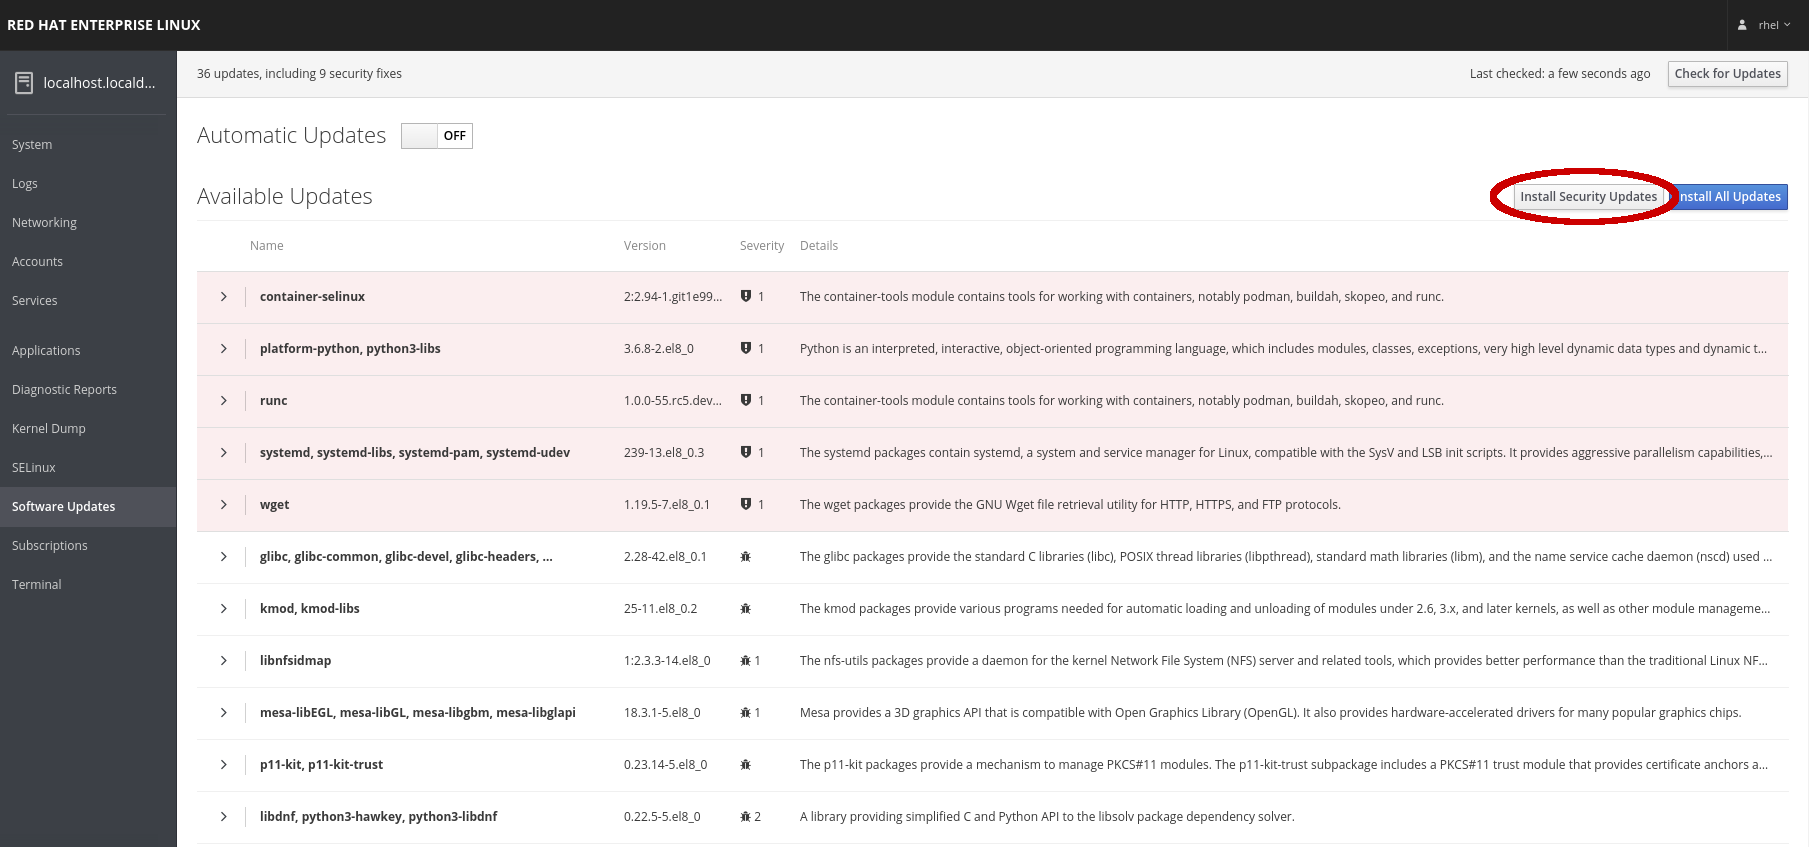 RED HAT ENTERPRISE LINUX
rhel
localhost.locald...
36 updates, including 9 security fixes
Last checked: a few seconds ago
Check for Updates
Automatic Updates
OFF
System
Logs
Networking
Accounts
Services
Applications
Diagnostic Reports
Kernel Dump
SELinux
Software Updates
Subscriptions
Terminal
Available Updates
Install Security Updates
nstall All Updates
Name Version Severity Details
container-selinux 2:2.94-1.git1e99... 1 The container-tools module contains tools for working with containers, notably podman, buildah, skopeo, and runc.
platform-python, python3-libs 3.6.8-2.el8_0 1 Python is an interpreted, interactive, object-oriented programming language, which includes modules, classes, exceptions, very high level dynamic data types and dynamic t...
runc 1.0.0-55.rc5.dev... 1 The container-tools module contains tools for working with containers, notably podman, buildah, skopeo, and runc.
systemd, systemd-libs, systemd-pam, systemd-udev 239-13.el8_0.3 1 The systemd packages contain systemd, a system and service manager for Linux, compatible with the SysV and LSB init scripts. It provides aggressive parallelism capabilities,...
wget 1.19.5-7.el8_0.1 1 The wget packages provide the GNU Wget file retrieval utility for HTTP, HTTPS, and FTP protocols.
glibc, glibc-common, glibc-devel, glibc-headers, ... 2.28-42.el8_0.1 The glibc packages provide the standard C libraries (libc), POSIX thread libraries (libpthread), standard math libraries (libm), and the name service cache daemon (nscd) used ...
kmod, kmod-libs 25-11.el8_0.2 The kmod packages provide various programs needed for automatic loading and unloading of modules under 2.6, 3.x, and later kernels, as well as other module manageme...
libnfsidmap 1:2.3.3-14.el8_0 1 The nfs-utils packages provide a daemon for the kernel Network File System (NFS) server and related tools, which provides better performance than the traditional Linux NF...
mesa-libEGL, mesa-libGL, mesa-libgbm, mesa-libglapi 18.3.1-5.el8_0 1 Mesa provides a 3D graphics API that is compatible with Open Graphics Library (OpenGL). It also provides hardware-accelerated drivers for many popular graphics chips.
p11-kit, p11-kit-trust 0.23.14-5.el8_0 The p11-kit packages provide a mechanism to manage PKCS#11 modules. The p11-kit-trust subpackage includes a PKCS#11 trust module that provides certificate anchors a...
libdnf, python3-hawkey, python3-libdnf 0.22.5-5.el8_0 2 A library providing simplified C and Python API to the libsolv package dependency solver.